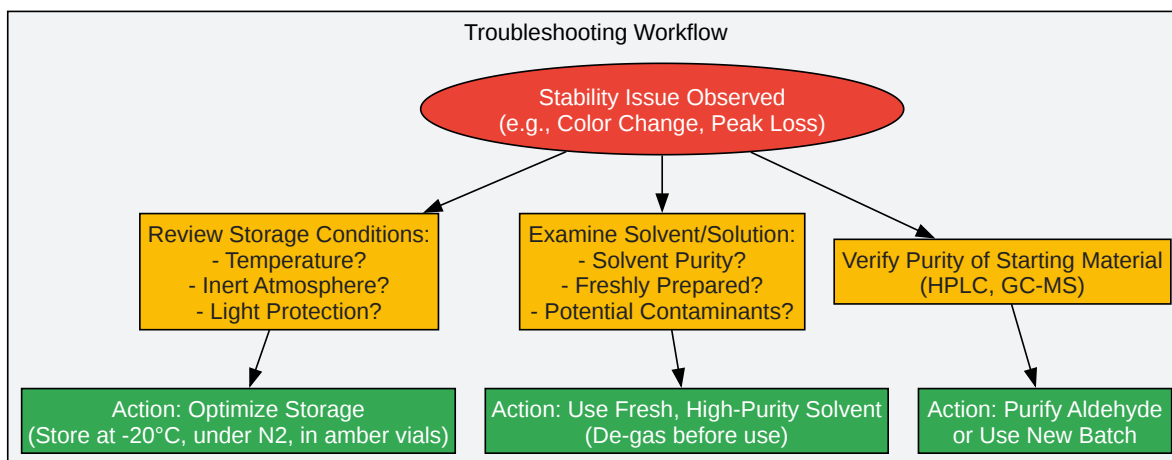 Troubleshooting Workflow
Stability Issue Observed
(e.g., Color Change, Peak Loss)
Review Storage Conditions:
- Temperature?
- Inert Atmosphere?
- Light Protection?
Examine Solvent/Solution:
- Solvent Purity?
- Freshly Prepared?
- Potential Contaminants?
Verify Purity of Starting Material
(HPLC, GC-MS)
Action: Optimize Storage
(Store at -20°C, under N2, in amber vials)
Action: Use Fresh, High-Purity Solvent
(De-gas before use)
Action: Purify Aldehyde
or Use New Batch